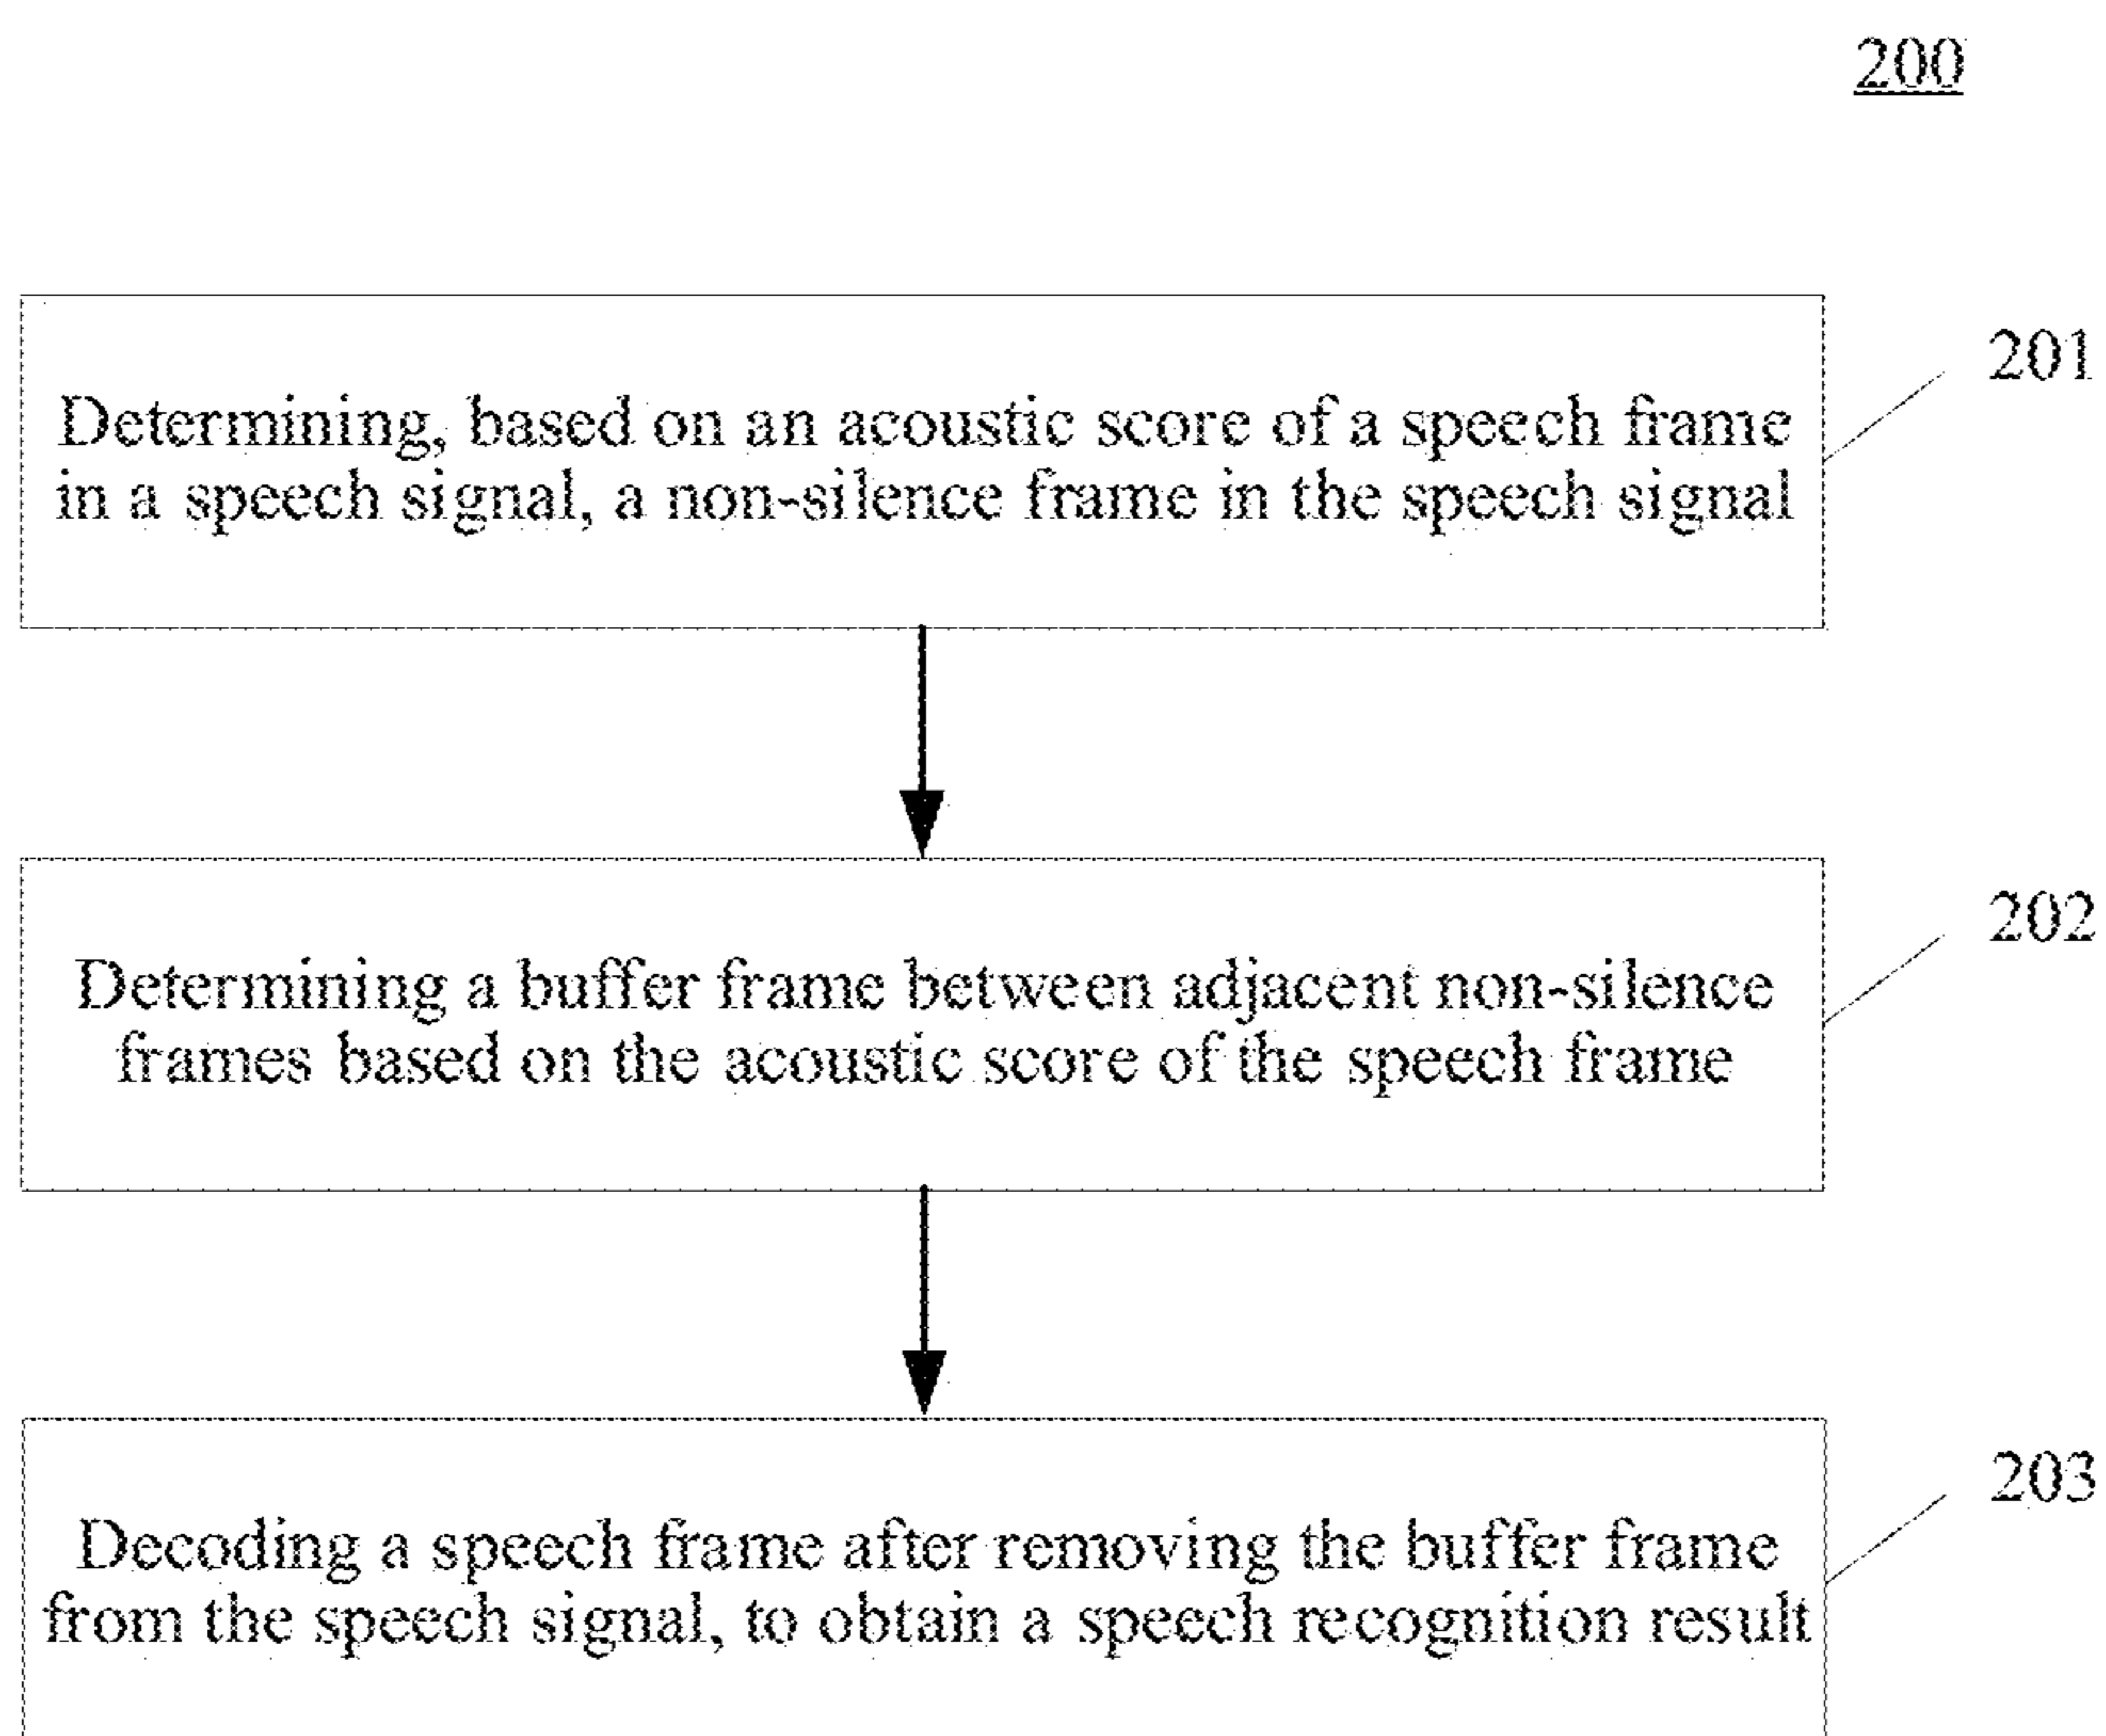 200
201
Determining, based on an acoustic score of a speech frame
in a speech signal, a non-silence frame in the speech signal
202
Determining a buffer frame between adjacent non-silence
frames based on the acoustic score of the speech frame
203
Decoding a speech frame after removing the buffer frame
from the speech signal, to obtain a speech recognition result